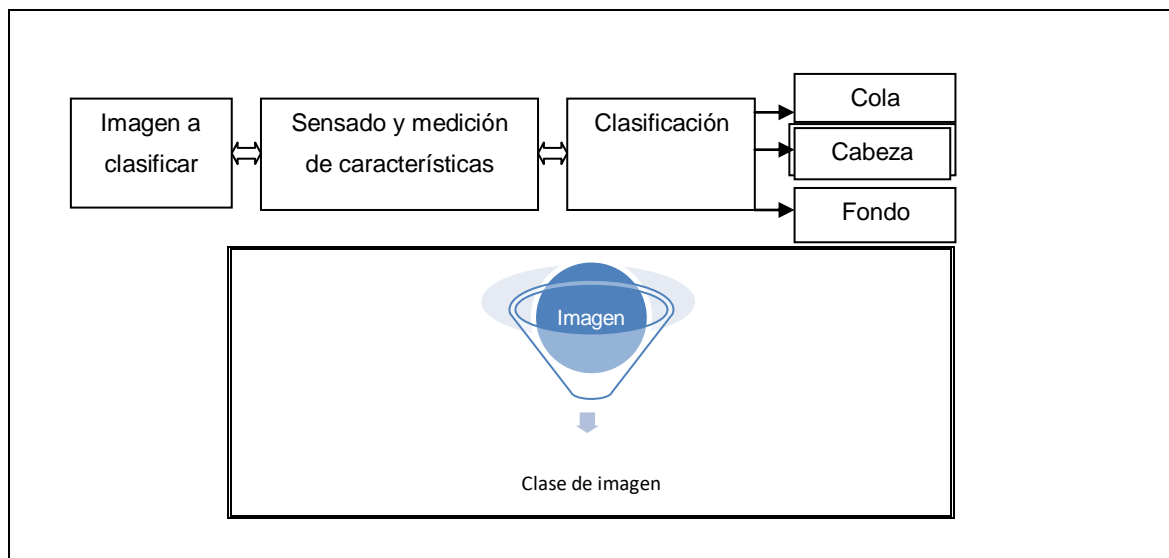 Imagen a
clasificar
Sensado y medición
de características
Clasificación
Cola
Cabeza
Fondo
Imagen
Clase de imagen